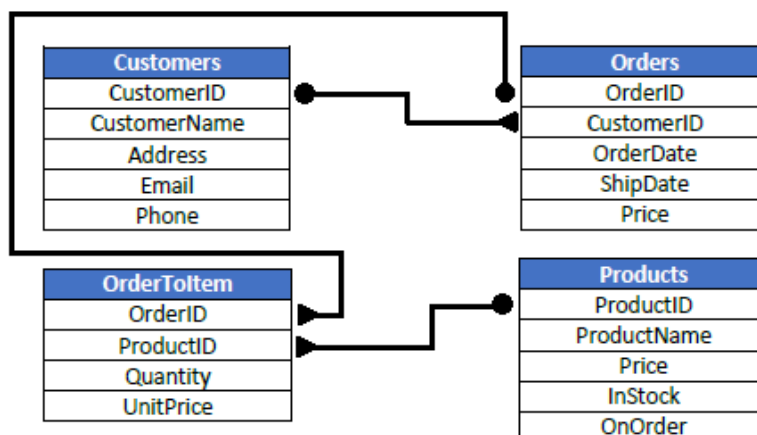 Customers
CustomerID
CustomerName
Address
Email
Phone
Orders
OrderID
CustomerID
OrderDate
ShipDate
Price
OrderToItem
OrderID
ProductID
Quantity
UnitPrice
Products
ProductID
ProductName
Price
InStock
OnOrder